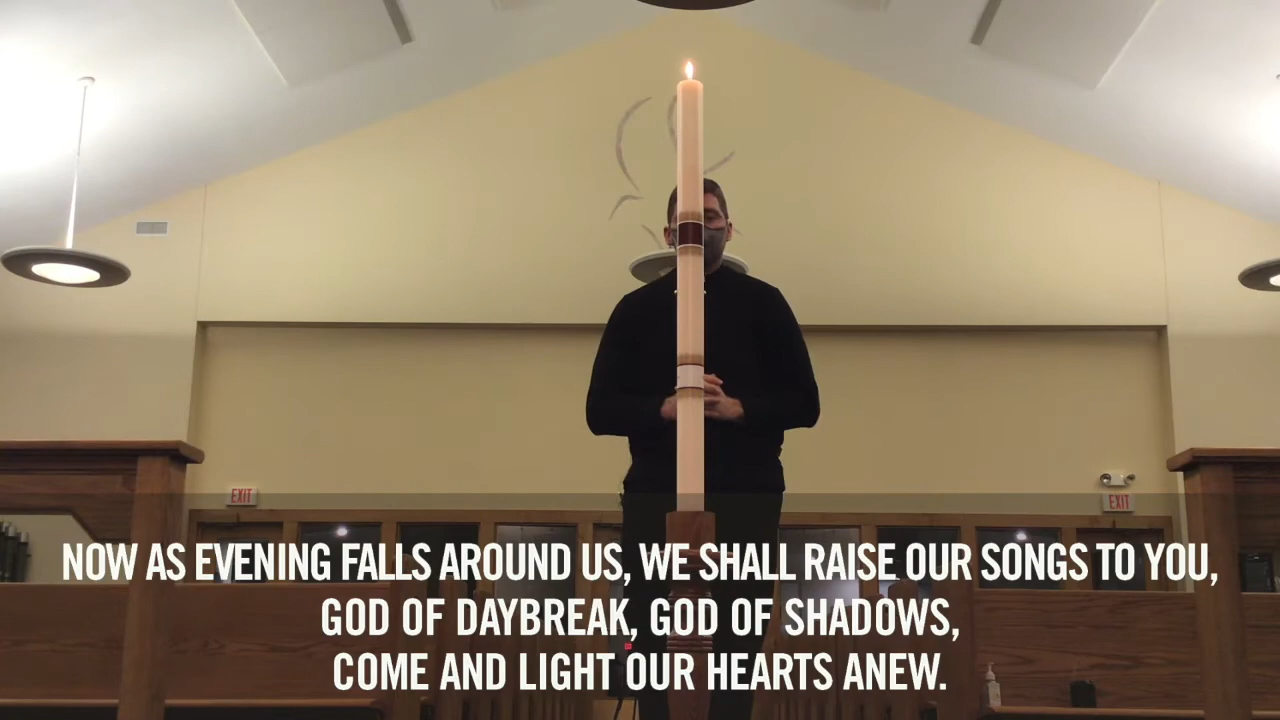 EXIT
EXIT
NOW AS EVENING FALLS AROUND US, WE SHALL RAISE OUR SONGS TO YOU,
GOD OF DAYBREAK, GOD OF SHADOWS,
COME AND LIGHT OUR HEARTS ANEW.